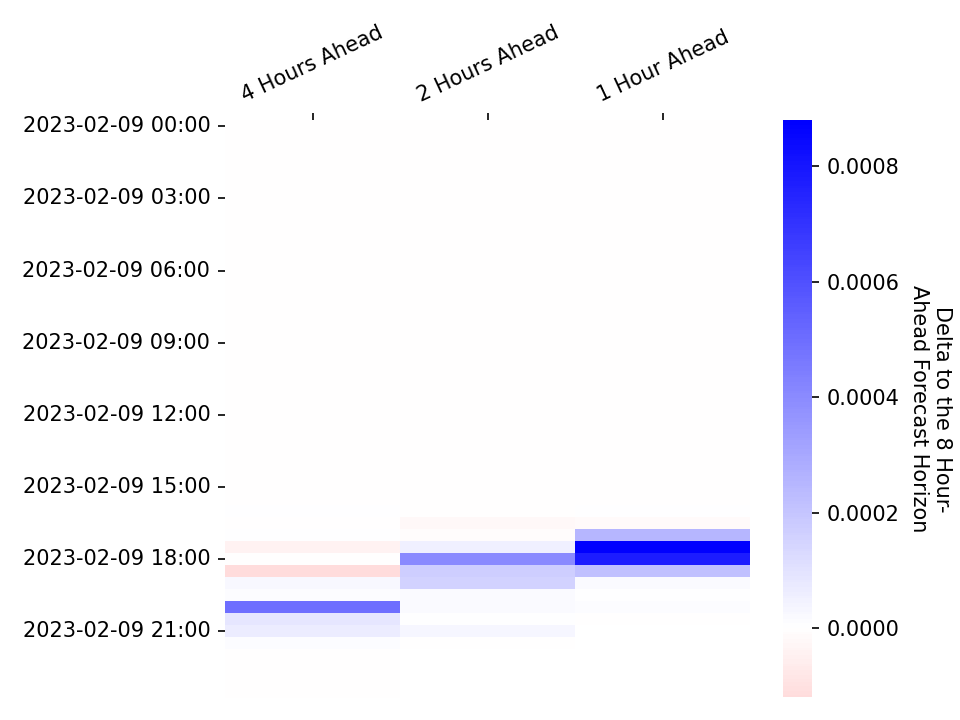 4 Hours Ahead
2 Hours Ahead
1 Hour Ahead
2023-02-09 00:00
2023-02-09 03:00
2023-02-09 06:00
2023-02-09 09:00
2023-02-09 12:00
2023-02-09 15:00
2023-02-09 18:00
2023-02-09 21:00
0.0008
0.0006
0.0004
0.0002
0.0000
Delta to the 8 Hour-
Ahead Forecast Horizon